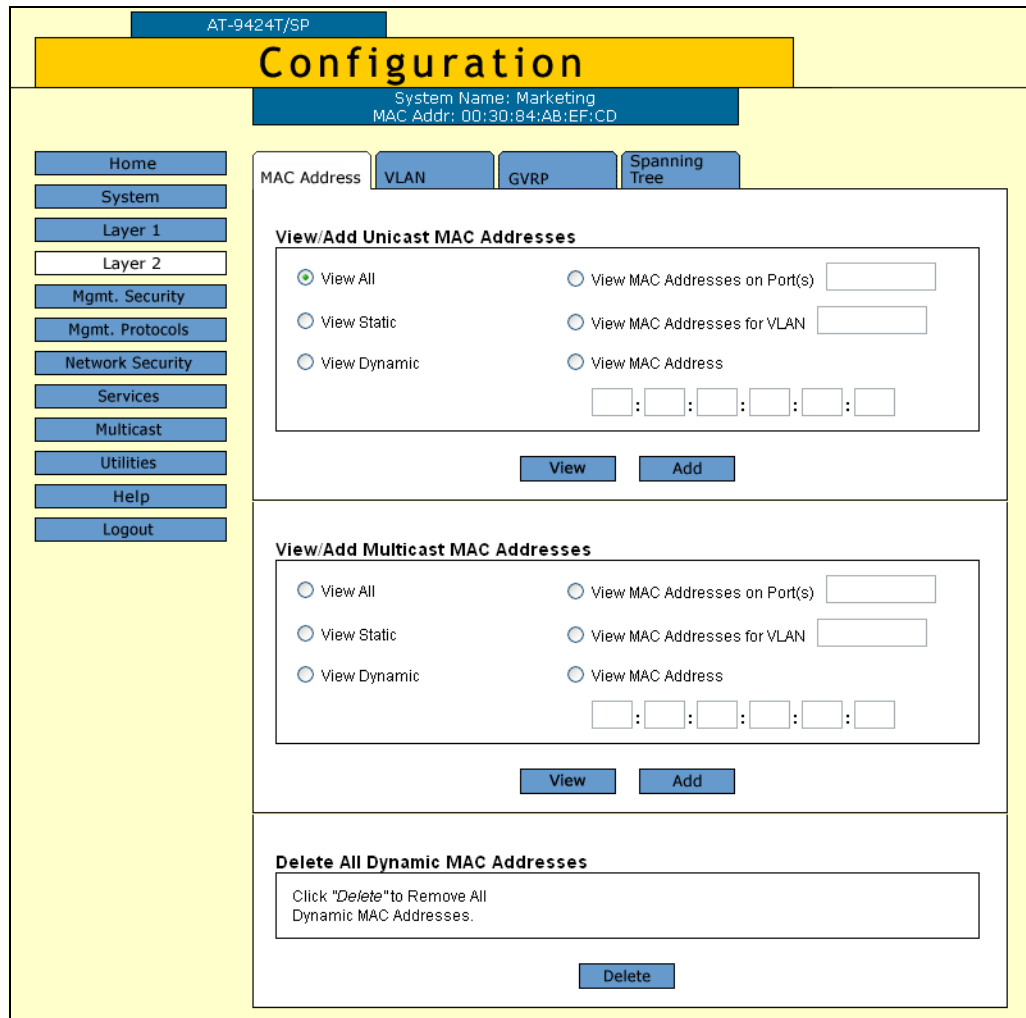 AT-9424T/SP
Configuration
System Name: Marketing
MAC Addr: 00:30:84:AB:EF:CD
Home
System
Layer 1
Layer 2
Mgmt. Security
Mgmt. Protocols
Network Security
Services
Multicast
Utilities
Help
Logout
MAC Address
VLAN
GVRP
Spanning
Tree
View/Add Unicast MAC Addresses
View All
View MAC Addresses on Port(s)
View Static
View MAC Addresses for VLAN
View Dynamic
View MAC Address
: : : : :
View
Add
View/Add Multicast MAC Addresses
View All
View MAC Addresses on Port(s)
View Static
View MAC Addresses for VLAN
View Dynamic
View MAC Address
: : : : :
View
Add
Delete All Dynamic MAC Addresses
Click "Delete" to Remove All
Dynamic MAC Addresses.
Delete